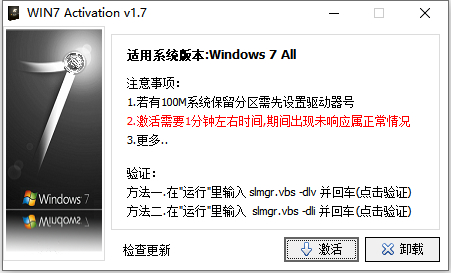 WIN7 Activation v1.7
适用系统版本:Windows 7 All
注意事项:
1.若有100M系统保留分区需先设置驱动器号
2.激活需要1分钟左右时间,期间出现未响应属正常情况
3.更多..
验证:
方法一.在"运行"里输入 slmgr.vbs -dlv 并回车(点击验证)
方法二.在"运行"里输入 slmgr.vbs -dli 并回车(点击验证)
Windows 7
检查更新
激活
卸载